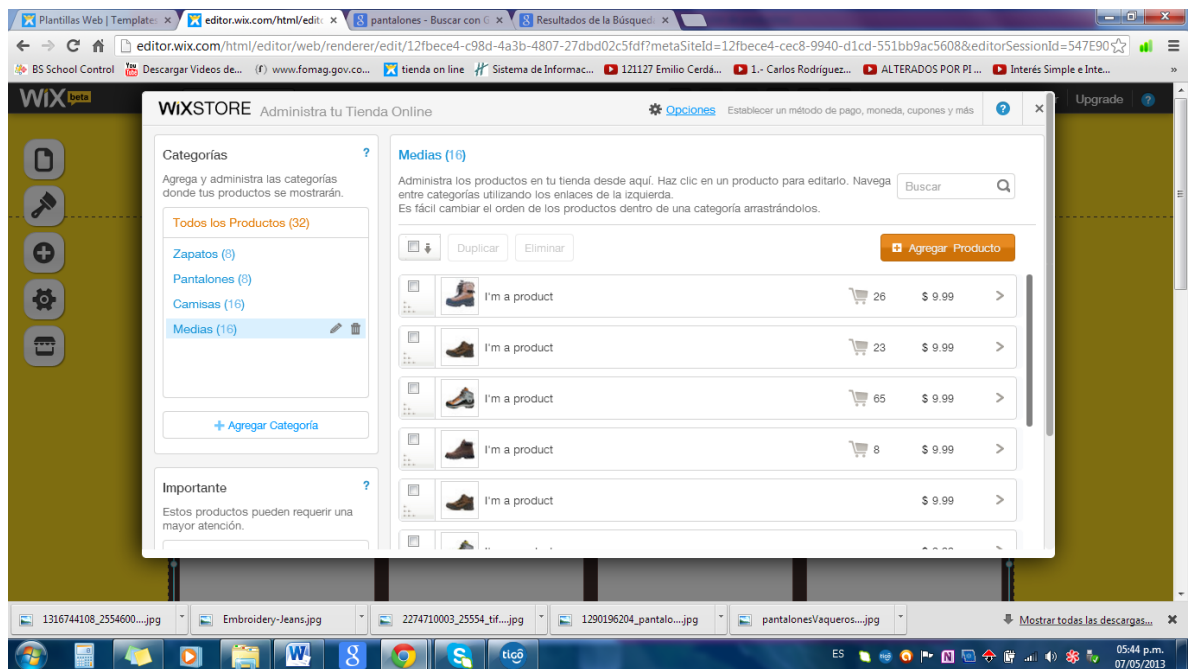 Plantillas Web | Template
editor.wix.com/html/edito
pantalones - Buscar con G
Resultados de la Búsqued
editor.wix.com/html/editor/web/renderer/edit/12fbece4-c98d-4a3b-4807-27dbd02c5fdf?metaSiteId=12fbece4-cec8-9940-d1cd-551bb9ac5608&editorSessionId=547E90
BS School Control
Descargar Videos de...
www.fomag.gov.co...
tienda on line
Sistema de Informac...
121127 Emilio Cerdá...
1.- Carlos Rodríguez...
ALTERADOS POR PI ...
Interés Simple e Inte...
WiX beta
Upgrade
WiXSTORE Administra tu Tienda Online
Opciones Establecer un método de pago, moneda, cupones y más
Categorías
Agrega y administra las categorías
donde tus productos se mostrarán.
Todos los Productos (32)
Zapatos (8)
Pantalones (8)
Camisas (16)
Medias (16)
Agregar Categoría
Importante
Estos productos pueden requerir una
mayor atención.
Medias (16)
Administra los productos en tu tienda desde aquí. Haz clic en un producto para editarlo. Navega
entre categorías utilizando los enlaces de la izquierda.
Es fácil cambiar el orden de los productos dentro de una categoría arrastrándolos.
Buscar
Duplicar
Eliminar
Agregar Producto
I'm a product 26 $ 9.99
I'm a product 23 $ 9.99
I'm a product 65 $ 9.99
I'm a product 8 $ 9.99
I'm a product $ 9.99
1316744108_2554600....jpg
Embroidery-Jeans.jpg
2274710003_25554_tif....jpg
1290196204_pantalo....jpg
pantalonesVaqueros....jpg
Mostrar todas las descargas...
tigo
ES
05:44 p.m.
07/05/2013